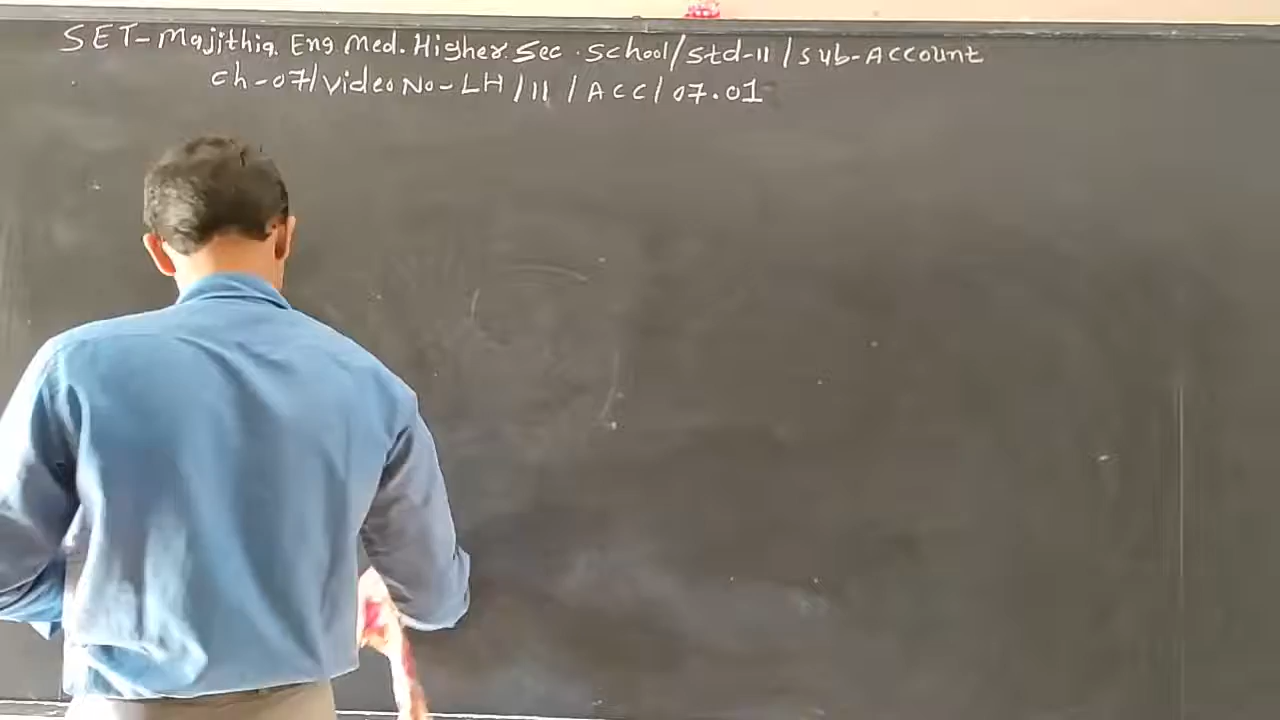 SET-Majithia Eng Med. Higher Sec. School/Std-11/Sub-Account
Ch-07/Video No-LH/11/ACC/07.01